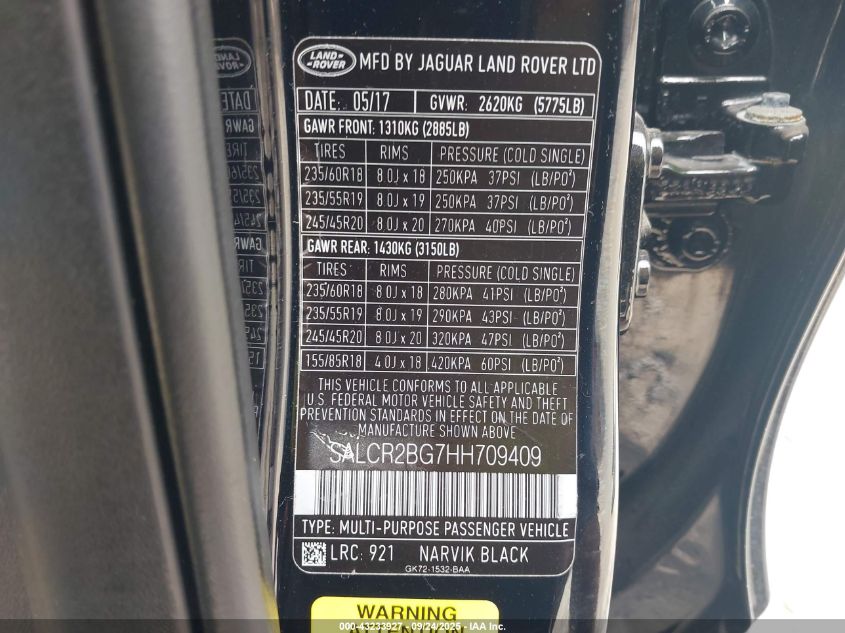 LAND ROVER MFD BY JAGUAR LAND ROVER LTD
DATE: 05/17 GVWR: 2620KG (5775LB)
GAWR FRONT: 1310KG (2885LB)
TIRES RIMS PRESSURE (COLD SINGLE)
235/60R18 8.0J x 18 250KPA 37PSI (LB/PO²)
235/55R19 8.0J x 19 250KPA 37PSI (LB/PO²)
245/45R20 8.0J x 20 270KPA 40PSI (LB/PO²)
GAWR REAR: 1430KG (3150LB)
TIRES RIMS PRESSURE (COLD SINGLE)
235/60R18 8.0J x 18 280KPA 41PSI (LB/PO²)
235/55R19 8.0J x 19 290KPA 43PSI (LB/PO²)
245/45R20 8.0J x 20 320KPA 47PSI (LB/PO²)
155/85R18 4.0J x 18 420KPA 60PSI (LB/PO²)
THIS VEHICLE CONFORMS TO ALL APPLICABLE
U.S. FEDERAL MOTOR VEHICLE SAFETY AND THEFT
PREVENTION STANDARDS IN EFFECT ON THE DATE OF
MANUFACTURE SHOWN ABOVE
SALCR2BG7HH709409
TYPE: MULTI-PURPOSE PASSENGER VEHICLE
LRC: 921 NARVIK BLACK
GK72-1532-BAA
WARNING
ATTENTION
00 - 43233927 - 09/24/2025 - IAA Inc.